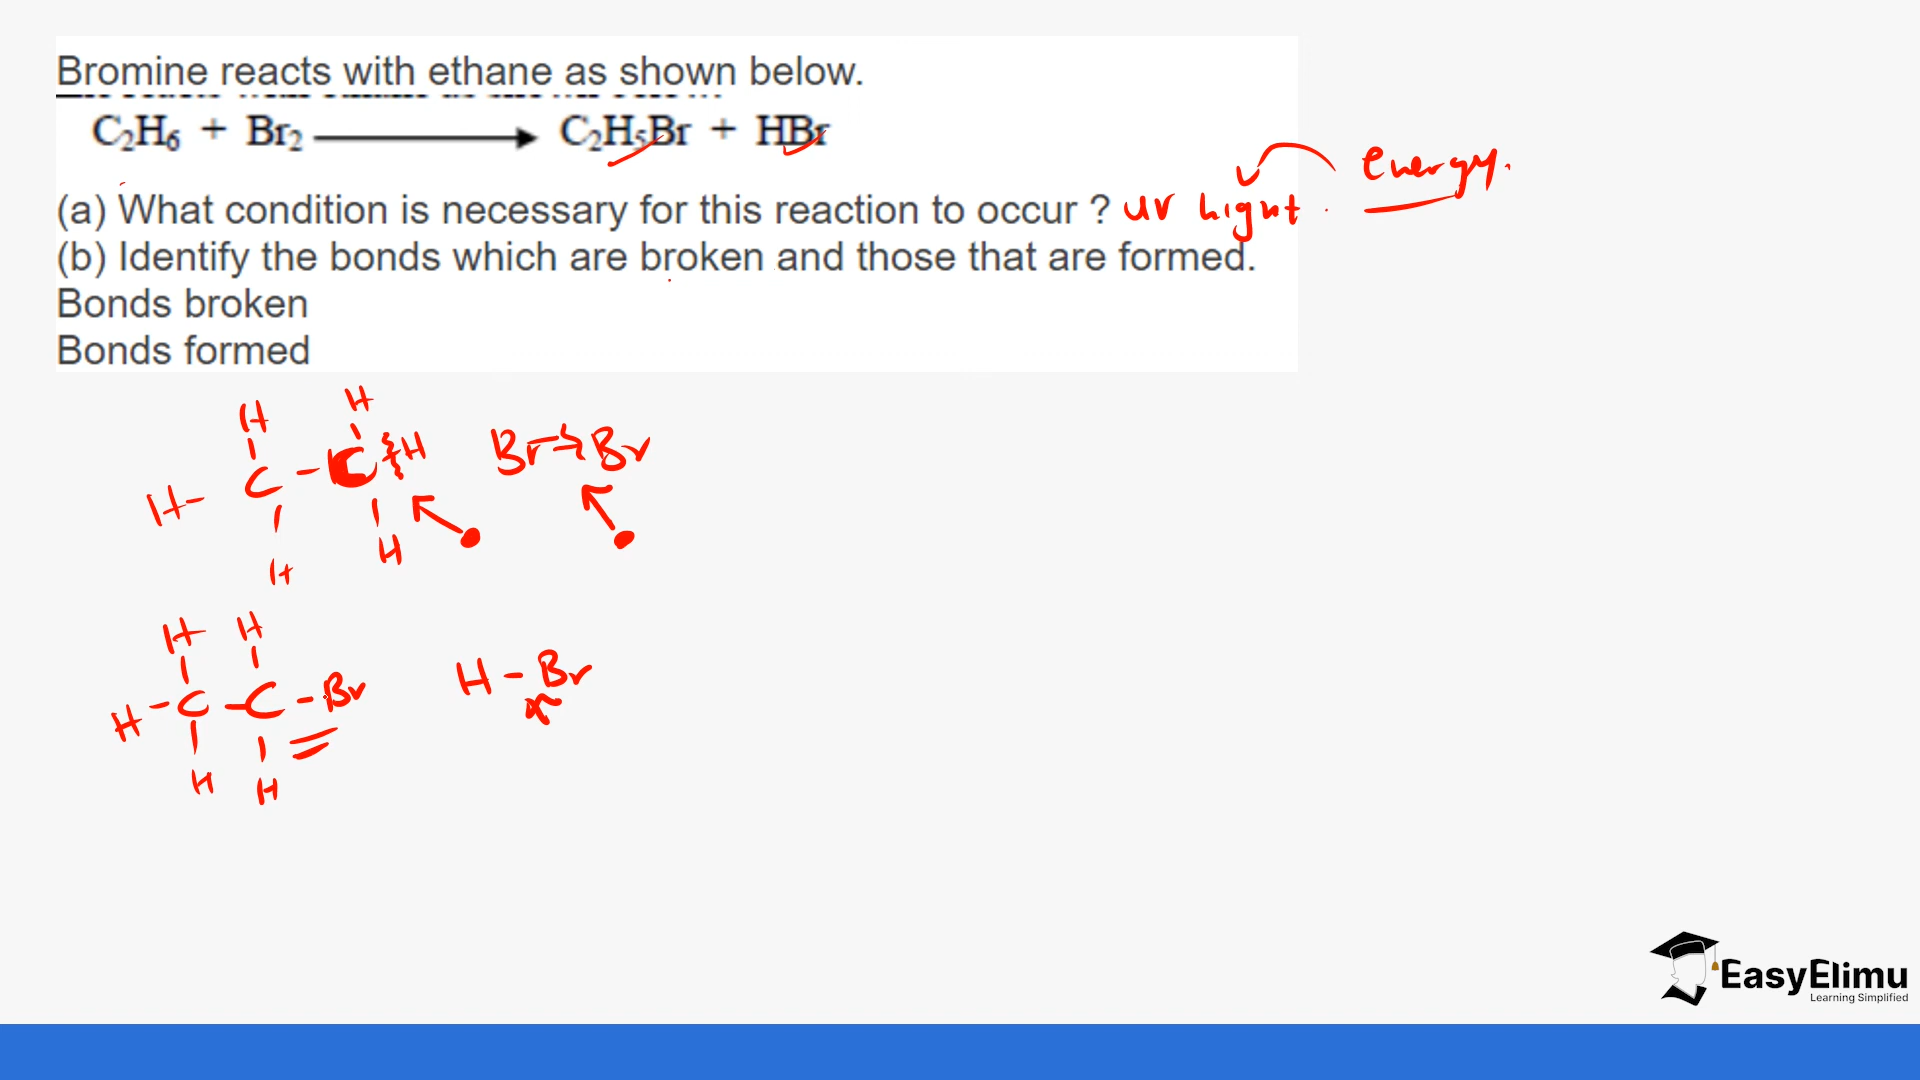 Bromine reacts with ethane as shown below.
C₂H₆ + Br₂ ⟶ C₂H₅Br + HBr
energy.
(a) What condition is necessary for this reaction to occur ? UV light.
(b) Identify the bonds which are broken and those that are formed.
Bonds broken
Bonds formed
H H
H - C - C - H Br - Br
H H
H H
H - C - C - Br H - Br
H H
EasyElimu
Learning Simplified